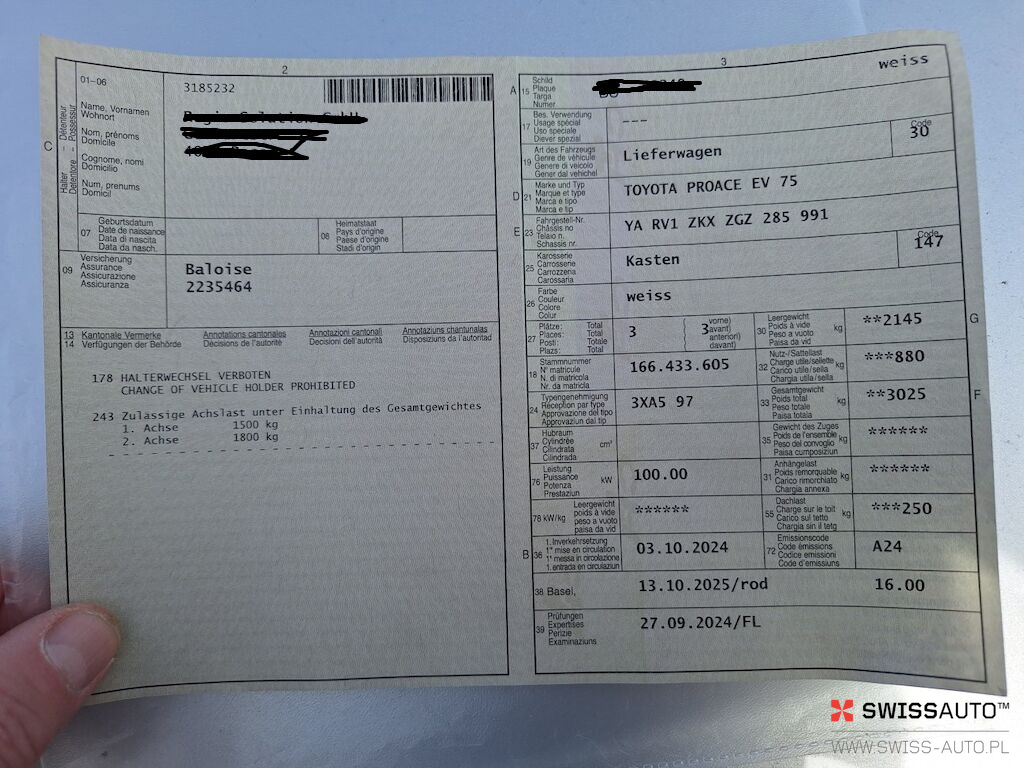 2
01-06
3185232
C
Halter – Détenteur
Detentore – Possessur
Name, Vornamen
Wohnort
Nom, prénoms
Domicile
Cognome, nomi
Domicilio
Num, prenums
Domicil
07
Geburtsdatum
Date de naissance
Data di nascita
Data da nasch.
08
Heimatstaat
Pays d'origine
Paese d'origine
Stadi d'origin
09
Versicherung
Assurance
Assicurazione
Assicuranza
Baloise
2235464
13 Kantonale Vermerke Annotations cantonales Annotazioni cantonali Annotaziuns chantunalas
14 Verfügungen der Behörde Décisions de l'autorité Decisioni dell'autorità Disposiziuns da l'autoritad
178 HALTERWECHSEL VERBOTEN
CHANGE OF VEHICLE HOLDER PROHIBITED
243 Zulässige Achslast unter Einhaltung des Gesamtgewichtes
1. Achse 1500 kg
2. Achse 1800 kg
3
weiss
A 15
Schild
Plaque
Targa
Numer
17
Bes. Verwendung
Usage spécial
Uso speciale
Diever spezial
---
Code
30
19
Art des Fahrzeugs
Genre de véhicule
Genere di veicolo
Gener dal vehichel
Lieferwagen
D 21
Marke und Typ
Marque et type
Marca e tipo
Marca e tip
TOYOTA PROACE EV 75
E 23
Fahrgestell-Nr.
Châssis no
Telaio n.
Schassis nr.
YA RV1 ZKX ZGZ 285 991
25
Karosserie
Carrosserie
Carrozzeria
Carossaria
Kasten
Code
147
26
Farbe
Couleur
Colore
Colur
weiss
27
Plätze: Total
Places: Total
Posti: Totale
Plazs: Total
3
3
vorne)
avant)
anteriori)
davant)
30
Leergewicht
Poids à vide
Peso a vuoto
Paisa da vid
kg
**2145
G
18
Stammnummer
N° matricule
N. di matricola
Nr. da matricla
166.433.605
32
Nutz-/Sattellast
Charge utile/sellette
Carico utile/sella
Chargia utila/sella
kg
***880
24
Typengenehmigung
Réception par type
Approvazione del tipo
Approvaziun dal tip
3XA5 97
33
Gesamtgewicht
Poids total
Peso totale
Paisa totala
kg
**3025
F
37
Hubraum
Cylindrée
Cilindrata
Cilindrada
cm³
35
Gewicht des Zuges
Poids de l'ensemble
Peso del convoglio
Paisa cumposiziun
kg
******
76
Leistung
Puissance
Potenza
Prestaziun
kW
100.00
31
Anhängelast
Poids remorquable
Carico rimorchiato
Chargia annexa
kg
******
78 kW/kg
Leergewicht
poids à vide
peso a vuoto
paisa da vid
******
55
Dachlast
Charge sur le toit
Carico sul tetto
Chargia sin il tetg
kg
***250
B 36
1. Inverkehrsetzung
1re mise en circulation
1a messa in circolazione
1. entrada en circulaziun
03.10.2024
72
Emissionscode
Code émissions
Codice emissioni
Code d'emissiuns
A24
38 Basel,
13.10.2025/rod
16.00
39
Prüfungen
Expertises
Perizie
Examinaziuns
27.09.2024/FL
SWISSAUTO™
WWW.SWISS-AUTO.PL